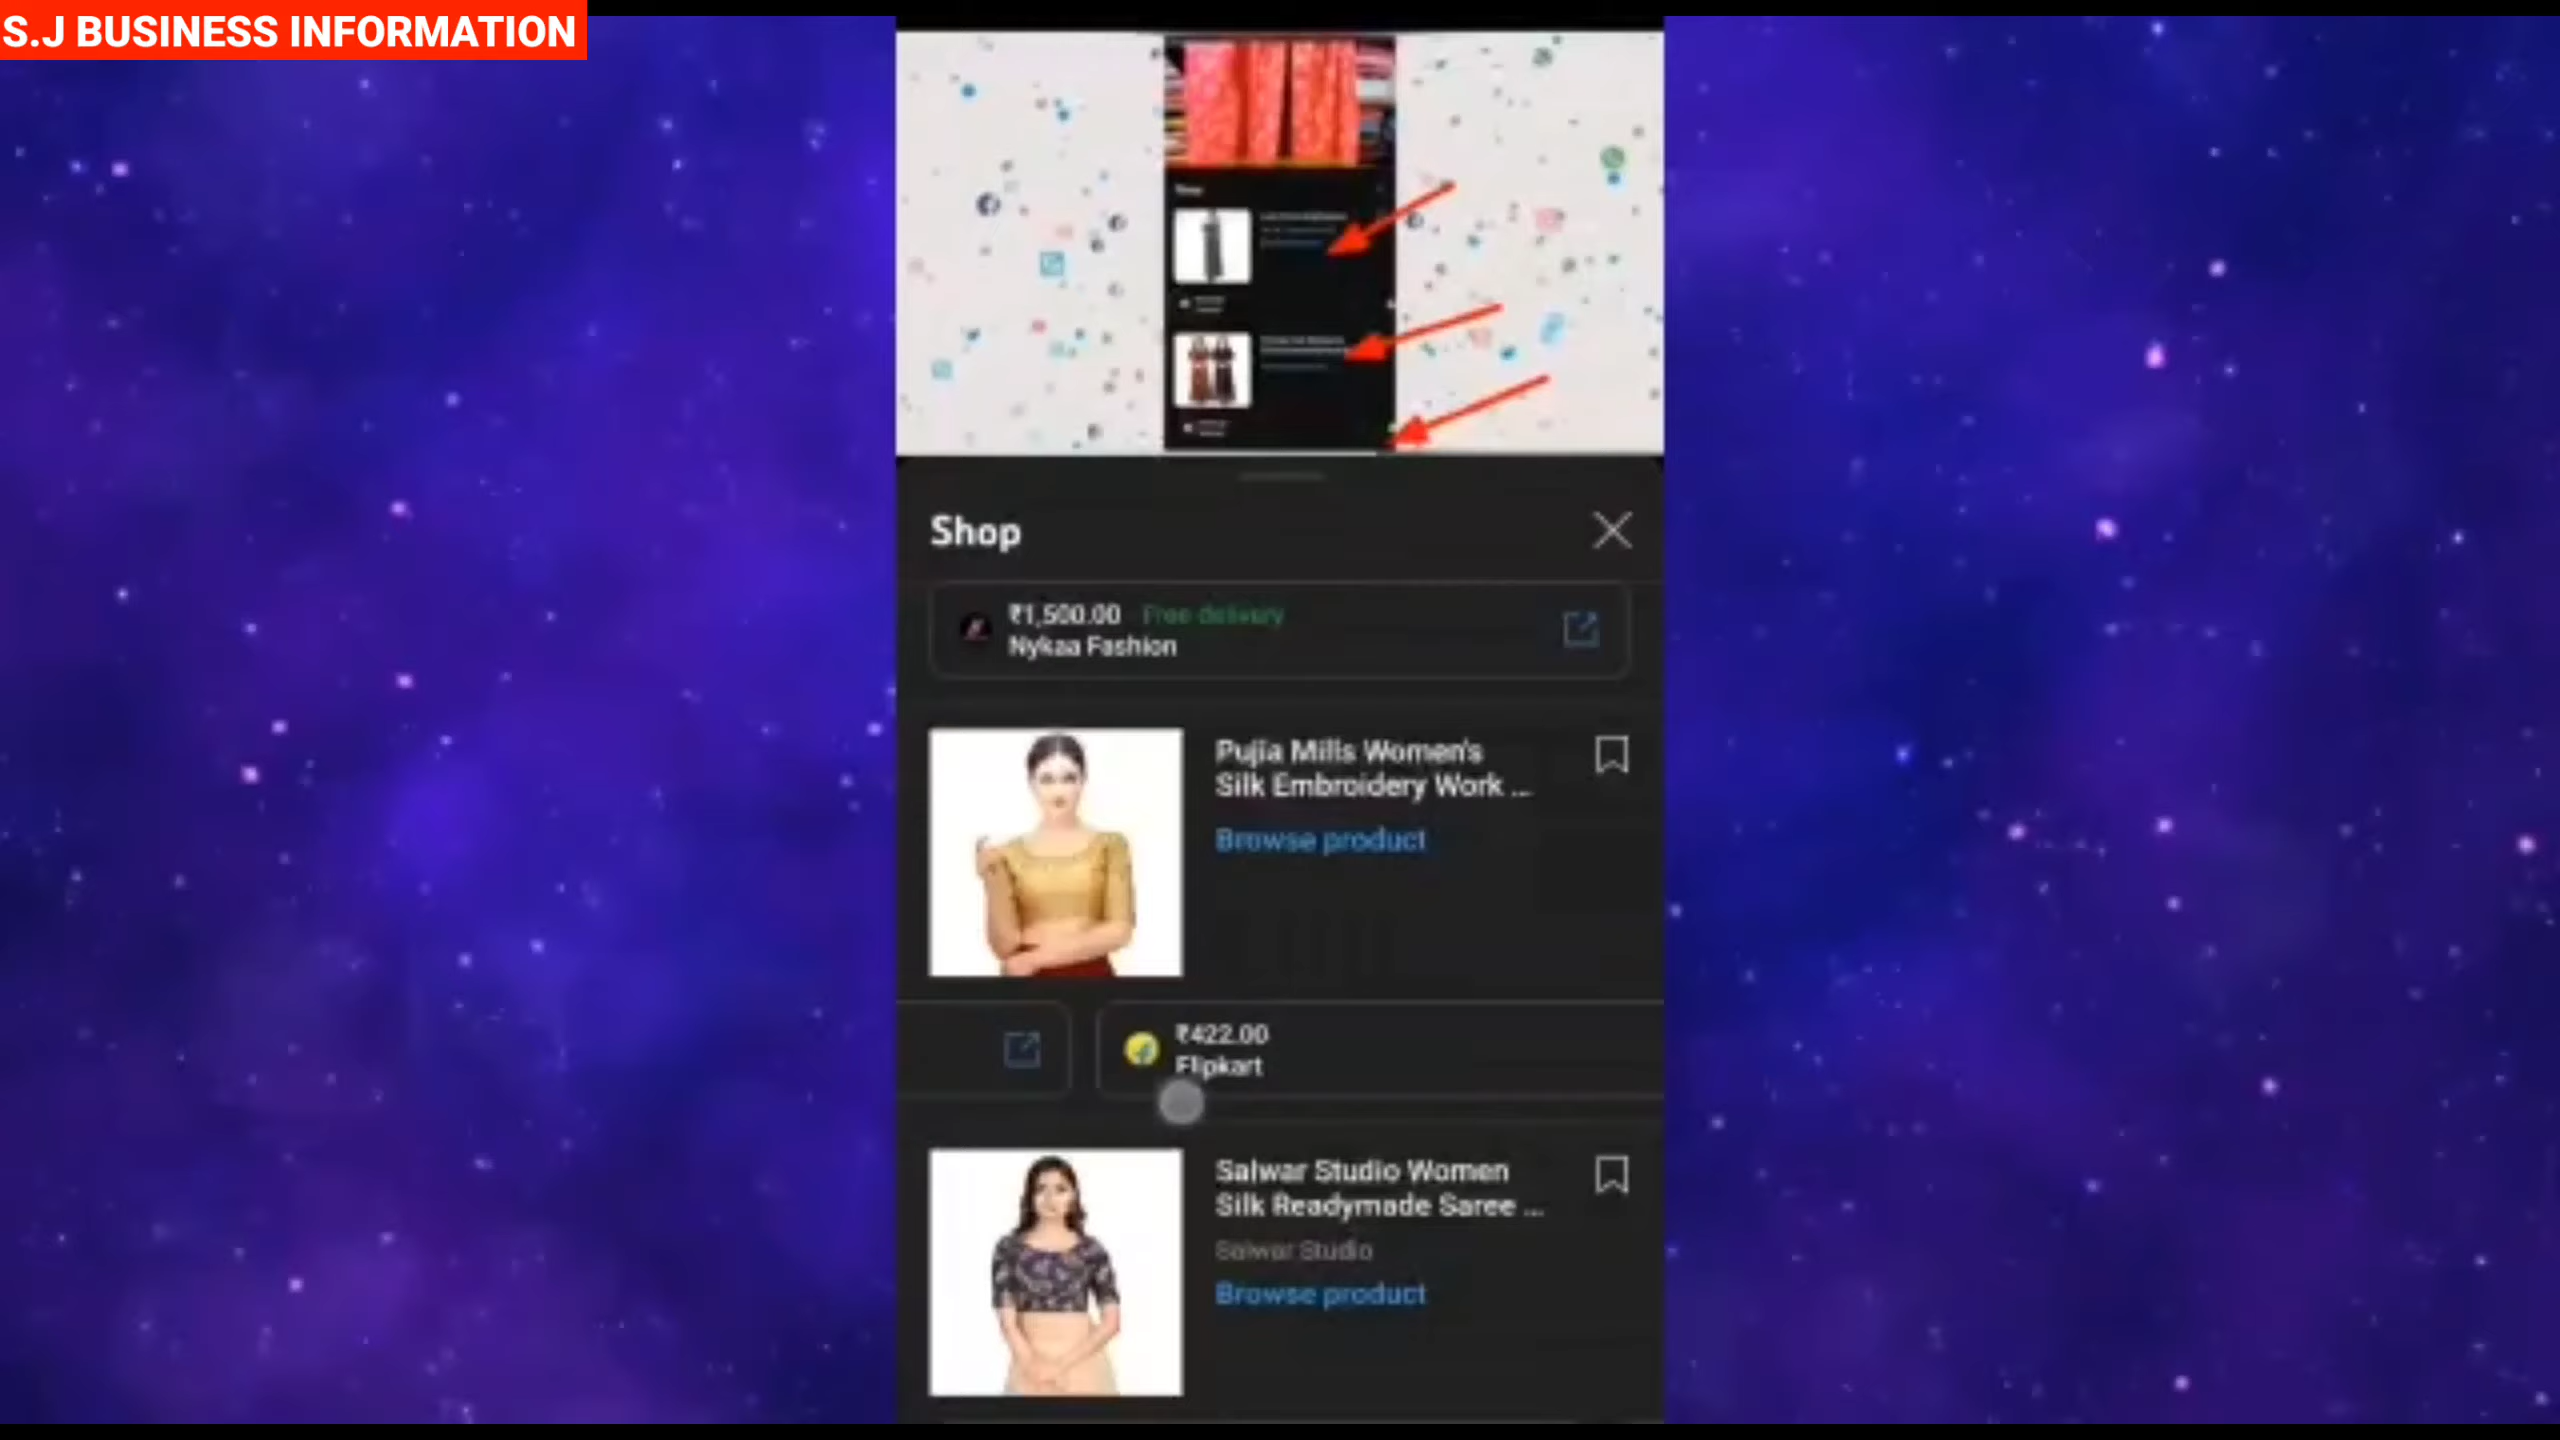 S.J BUSINESS INFORMATION
Shop
₹1,500.00 Free delivery
Nykaa Fashion
Pujia Mills Women's
Silk Embroidery Work ...
Browse product
₹422.00
Flipkart
Salwar Studio Women
Silk Readymade Saree ...
Salwar Studio
Browse product